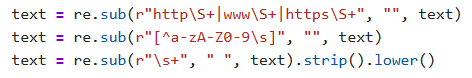 text = re.sub(r"http\S+|www\S+|https\S+", "", text)
text = re.sub(r"[^a-zA-Z0-9\s]", "", text)
text = re.sub(r"\s+", " ", text).strip().lower()